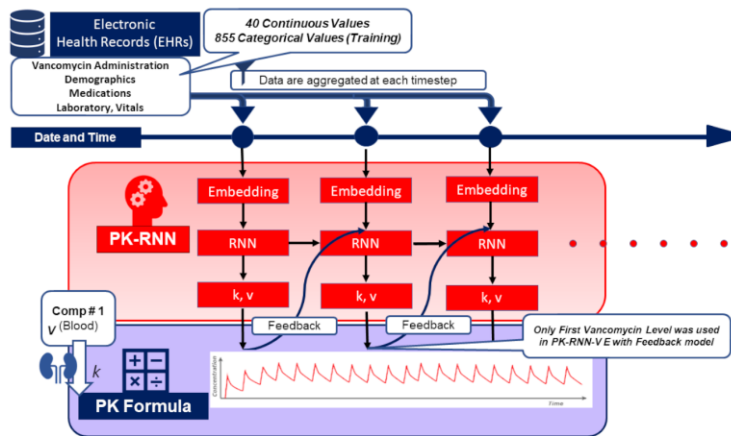 Electronic
Health Records (EHRs)
40 Continuous Values
855 Categorical Values (Training)
Vancomycin Administration
Demographics
Medications
Laboratory, Vitals
Data are aggregated at each timestep
Date and Time
Embedding
Embedding
Embedding
PK-RNN
RNN
RNN
RNN
k, v
k, v
k, v
Comp # 1
V (Blood)
k
Feedback
Feedback
Only First Vancomycin Level was used
in PK-RNN-V E with Feedback model
PK Formula
Concentration
Time